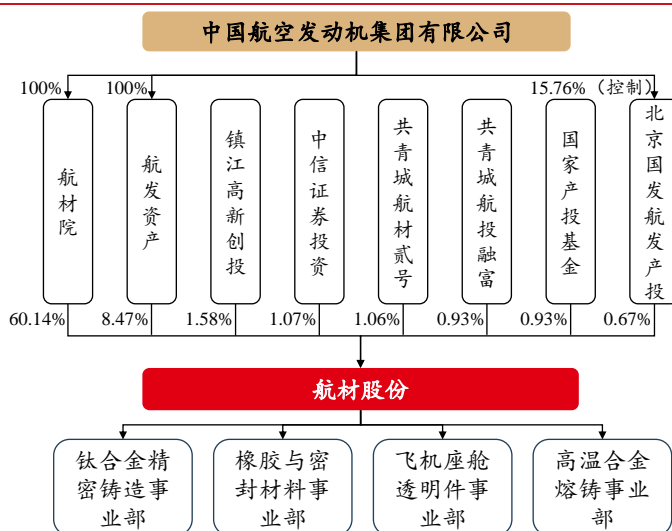 中国航空发动机集团有限公司
100%
100%
15.76%（控制）
航材院
航发资产
镇江高新创投
中信证券投资
共青城航材贰号
共青城航投融富
国家产投基金
北京国发航发产投
60.14%
8.47%
1.58%
1.07%
1.06%
0.93%
0.93%
0.67%
航材股份
钛合金精
密铸造事
业部
橡胶与密
封材料事
业部
飞机座舱
透明件事
业部
高温合金
熔铸事业
部